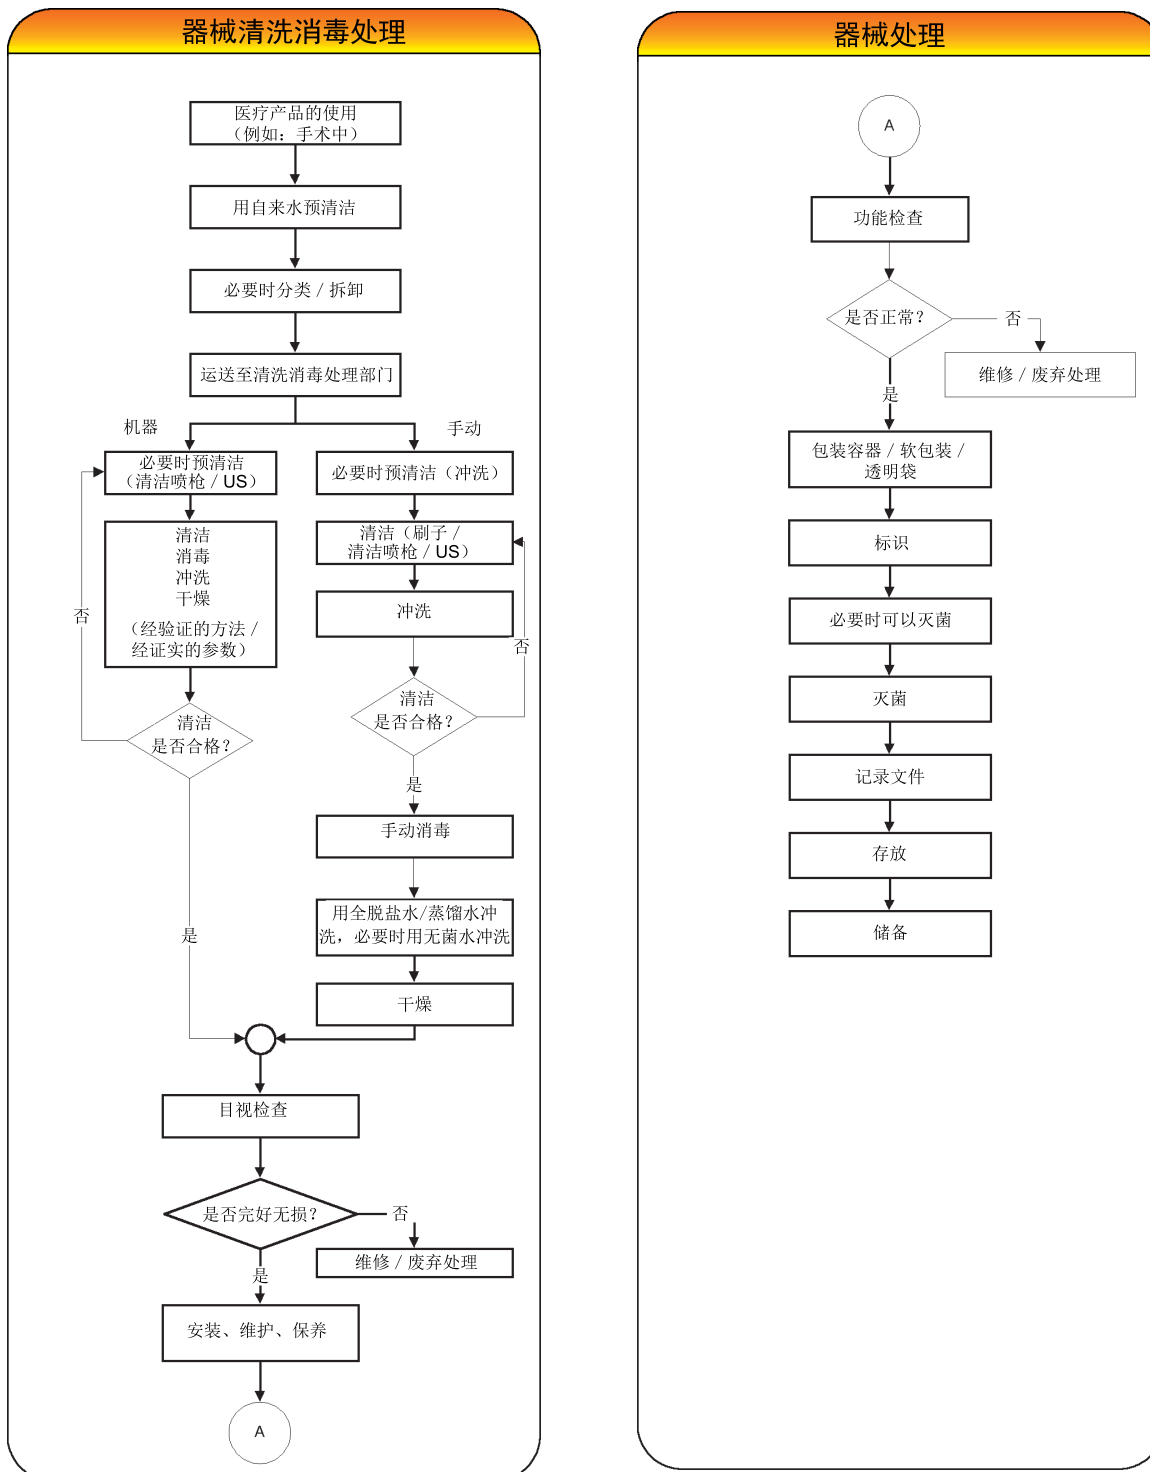 器械清洗消毒处理
医疗产品的使用
（例如：手术中）
用自来水预清洁
必要时分类 / 拆卸
运送至清洗消毒处理部门
机器
手动
必要时预清洁
（清洁喷枪 / US）
必要时预清洁（冲洗）
清洁
消毒
冲洗
干燥
（经验证的方法 /
经证实的参数）
清洁（刷子 /
清洁喷枪 / US）
冲洗
否
否
清洁
是否合格？
清洁
是否合格？
是
手动消毒
用全脱盐水/蒸馏水冲
洗，必要时用无菌水冲洗
是
干燥
目视检查
是否完好无损？
否
维修 / 废弃处理
是
安装、维护、保养
A
器械处理
A
功能检查
是否正常？
否
维修 / 废弃处理
是
包装容器 / 软包装 /
透明袋
标识
必要时可以灭菌
灭菌
记录文件
存放
储备